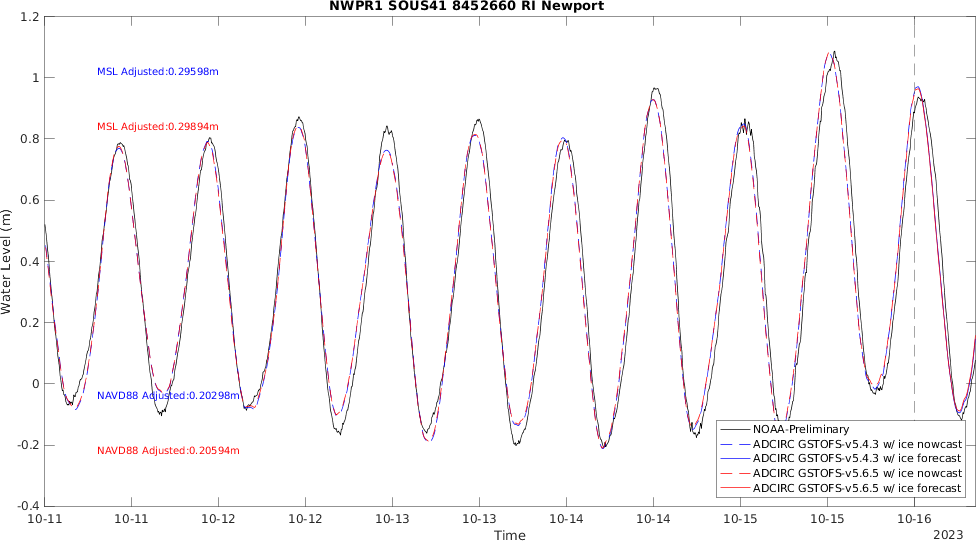 NWPR1 SOUS41 8452660 RI Newport
1.2
1
0.8
0.6
0.4
0.2
0
-0.2
-0.4
Water Level (m)
MSL Adjusted:0.29598m
MSL Adjusted:0.29894m
NAVD88 Adjusted:0.20298m
NAVD88 Adjusted:0.20594m
NOAA-Preliminary
ADCIRC GSTOFS-v5.4.3 w/ ice nowcast
ADCIRC GSTOFS-v5.4.3 w/ ice forecast
ADCIRC GSTOFS-v5.6.5 w/ ice nowcast
ADCIRC GSTOFS-v5.6.5 w/ ice forecast
10-11 10-11 10-12 10-12 10-13 10-13 10-14 10-14 10-15 10-15 10-16
Time
2023